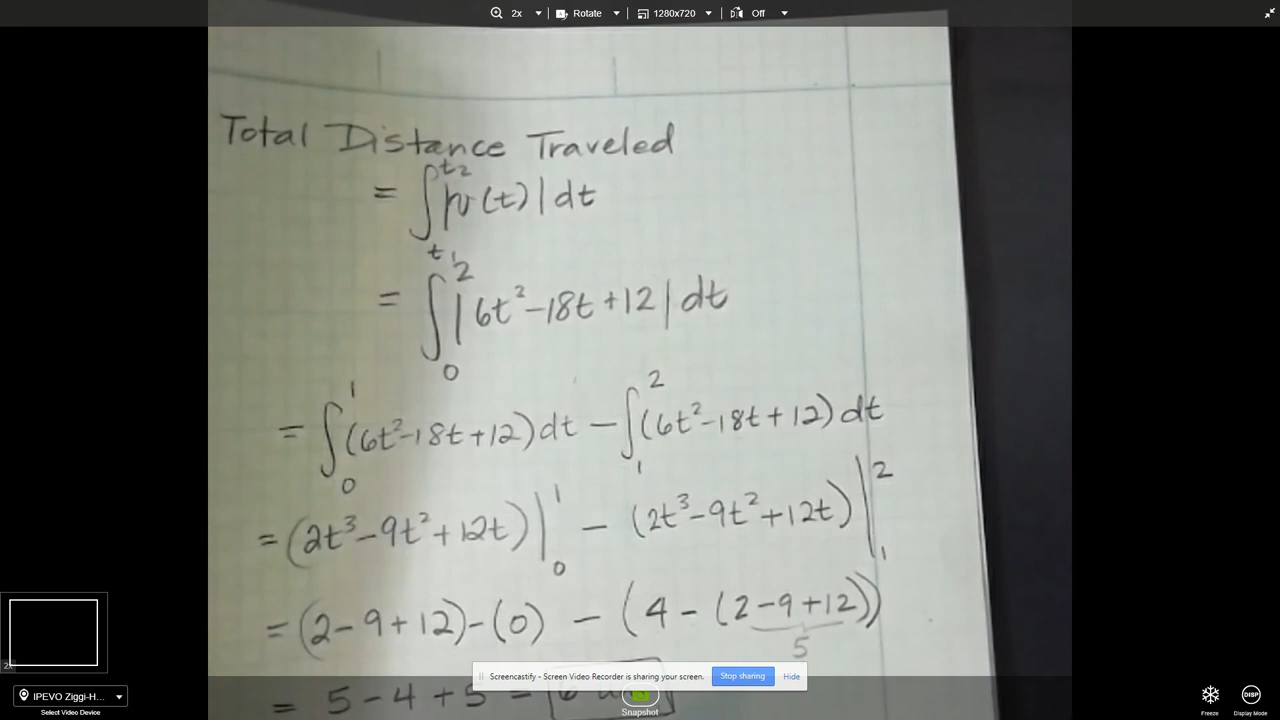 2x Rotate 1280x720 Off
Total Distance Traveled
= ∫_{t₁}^{t₂} |v(t)| dt
= ∫_0^2 |6t²-18t+12| dt
= ∫_0^1 (6t²-18t+12) dt - ∫_1^2 (6t²-18t+12) dt
= (2t³-9t²+12t)|_0^1 - (2t³-9t²+12t)|_1^2
= (2-9+12)-(0) - (4-(2-9+12))
5
2x
Screencastify - Screen Video Recorder is sharing your screen. Stop sharing Hide
= 5-4+5 = 6
IPEVO Ziggi-H...
Select Video Device
Snapshot
Freeze
DISP
Display Mode